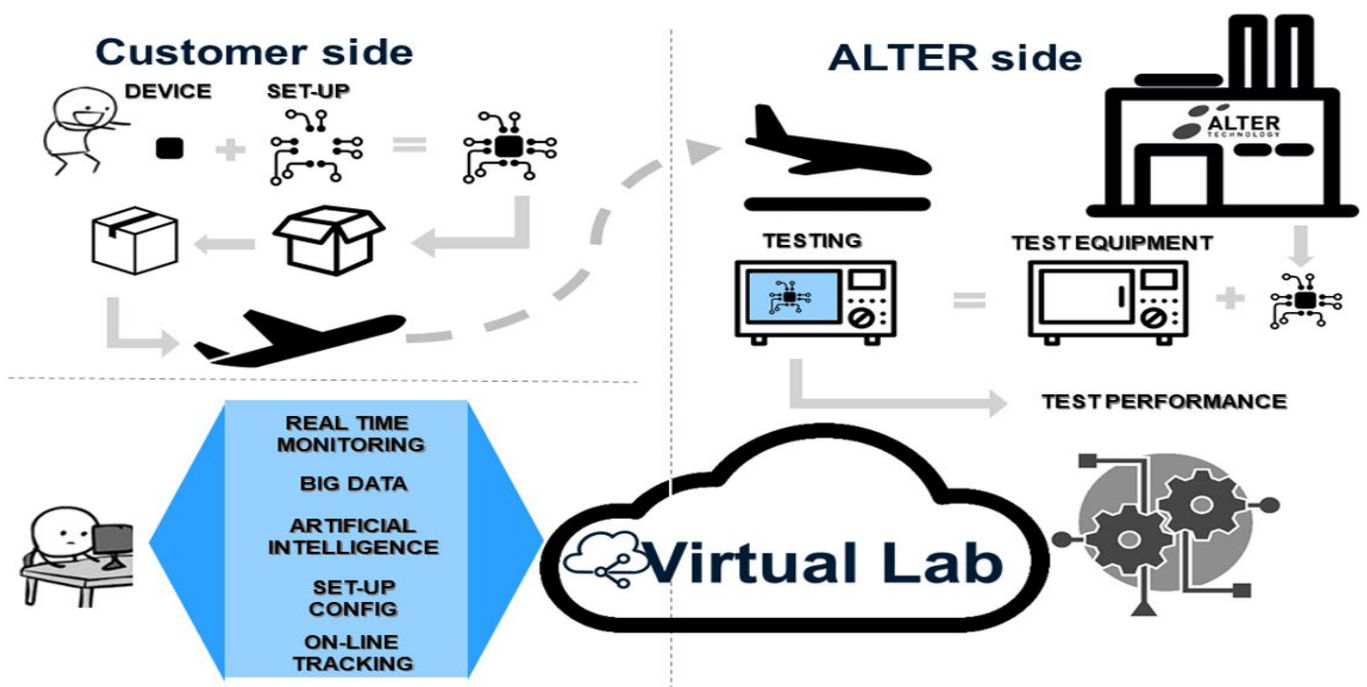 Customer side
DEVICE
SET-UP
ALTER side
ALTER
TECHNOLOGY
TESTING
TEST EQUIPMENT
TEST PERFORMANCE
REAL TIME
MONITORING
BIG DATA
ARTIFICIAL
INTELLIGENCE
SET-UP
CONFIG
ON-LINE
TRACKING
Virtual Lab